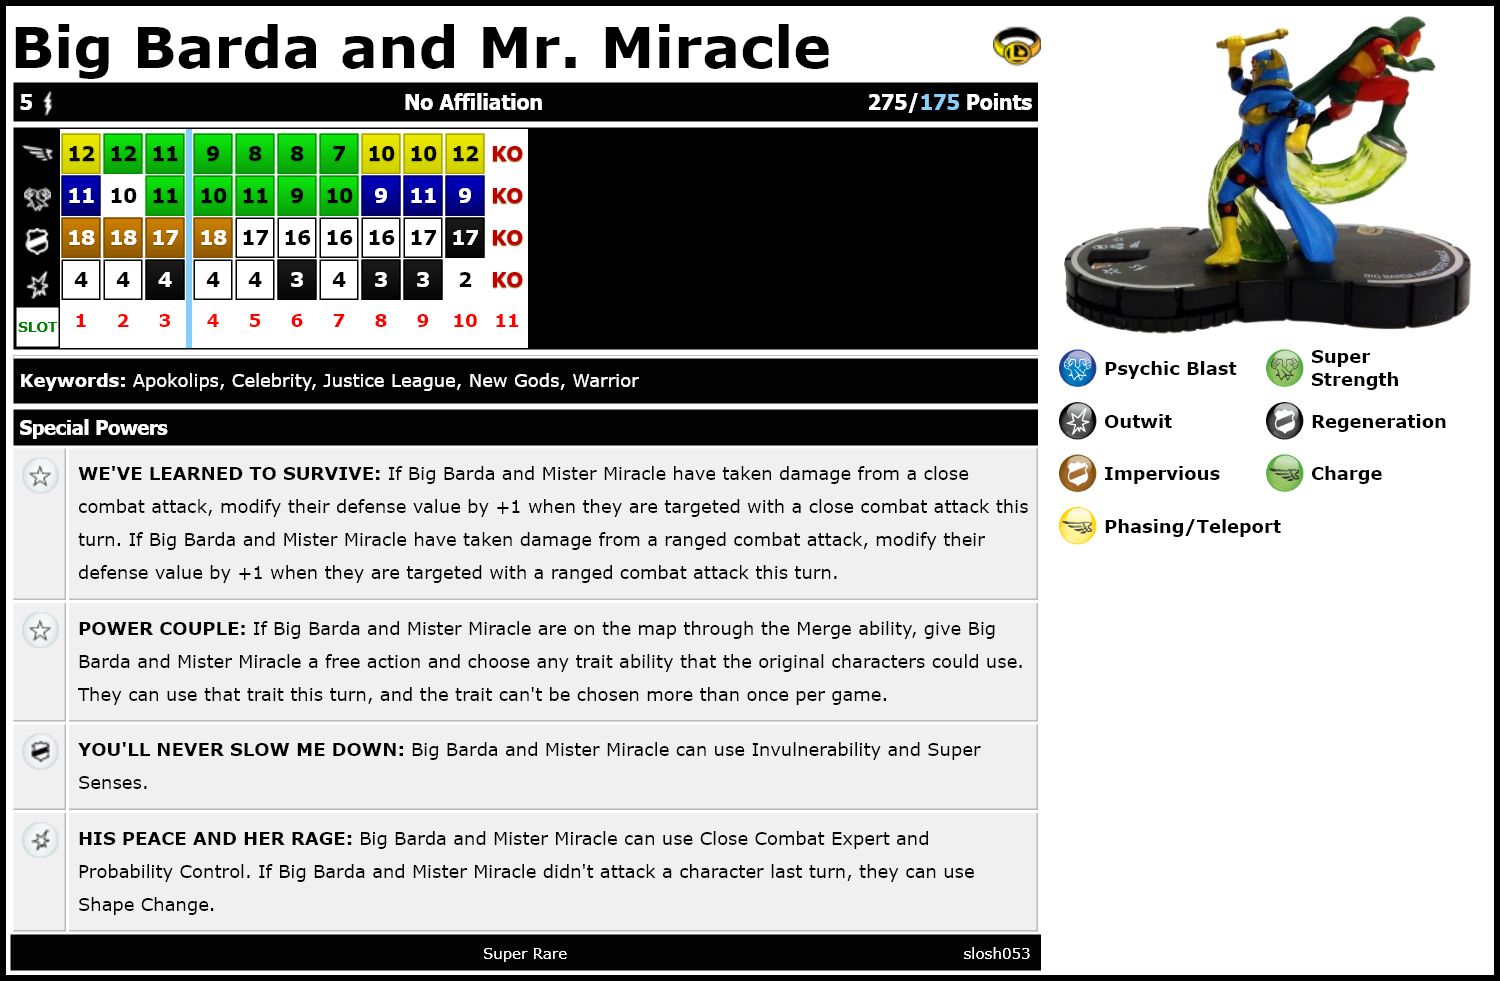 Big Barda and Mr. Miracle
5 No Affiliation 275/175 Points
12 12 11 9 8 8 7 10 10 12 KO
11 10 11 10 11 9 10 9 11 9 KO
18 18 17 18 17 16 16 16 17 17 KO
4 4 4 4 4 3 4 3 3 2 KO
SLOT 1 2 3 4 5 6 7 8 9 10 11
Keywords: Apokolips, Celebrity, Justice League, New Gods, Warrior
Special Powers
WE'VE LEARNED TO SURVIVE: If Big Barda and Mister Miracle have taken damage from a close
combat attack, modify their defense value by +1 when they are targeted with a close combat attack this
turn. If Big Barda and Mister Miracle have taken damage from a ranged combat attack, modify their
defense value by +1 when they are targeted with a ranged combat attack this turn.
POWER COUPLE: If Big Barda and Mister Miracle are on the map through the Merge ability, give Big
Barda and Mister Miracle a free action and choose any trait ability that the original characters could use.
They can use that trait this turn, and the trait can't be chosen more than once per game.
YOU'LL NEVER SLOW ME DOWN: Big Barda and Mister Miracle can use Invulnerability and Super
Senses.
HIS PEACE AND HER RAGE: Big Barda and Mister Miracle can use Close Combat Expert and
Probability Control. If Big Barda and Mister Miracle didn't attack a character last turn, they can use
Shape Change.
Super Rare slosh053
Psychic Blast
Super
Strength
Outwit
Regeneration
Impervious
Charge
Phasing/Teleport